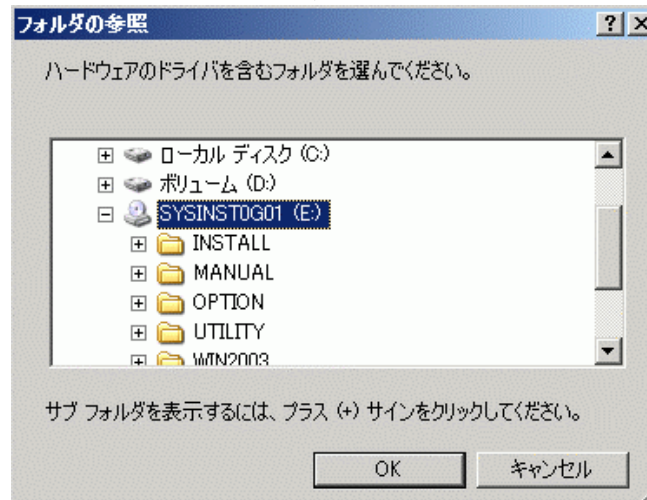 フォルダの参照
ハードウェアのドライバを含むフォルダを選んでください。
ローカル ディスク (C:)
ボリューム (D:)
SYSINST0G01 (E:)
INSTALL
MANUAL
OPTION
UTILITY
WIN2003
サブ フォルダを表示するには、プラス (+) サインをクリックしてください。
OK キャンセル